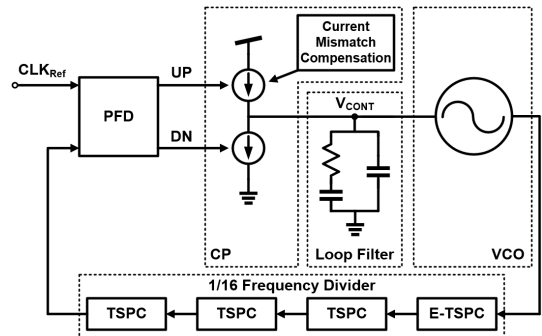 Current
Mismatch
Compensation
CLKRef
UP
PFD
VCONT
DN
CP
Loop Filter
VCO
1/16 Frequency Divider
TSPC
TSPC
TSPC
E-TSPC